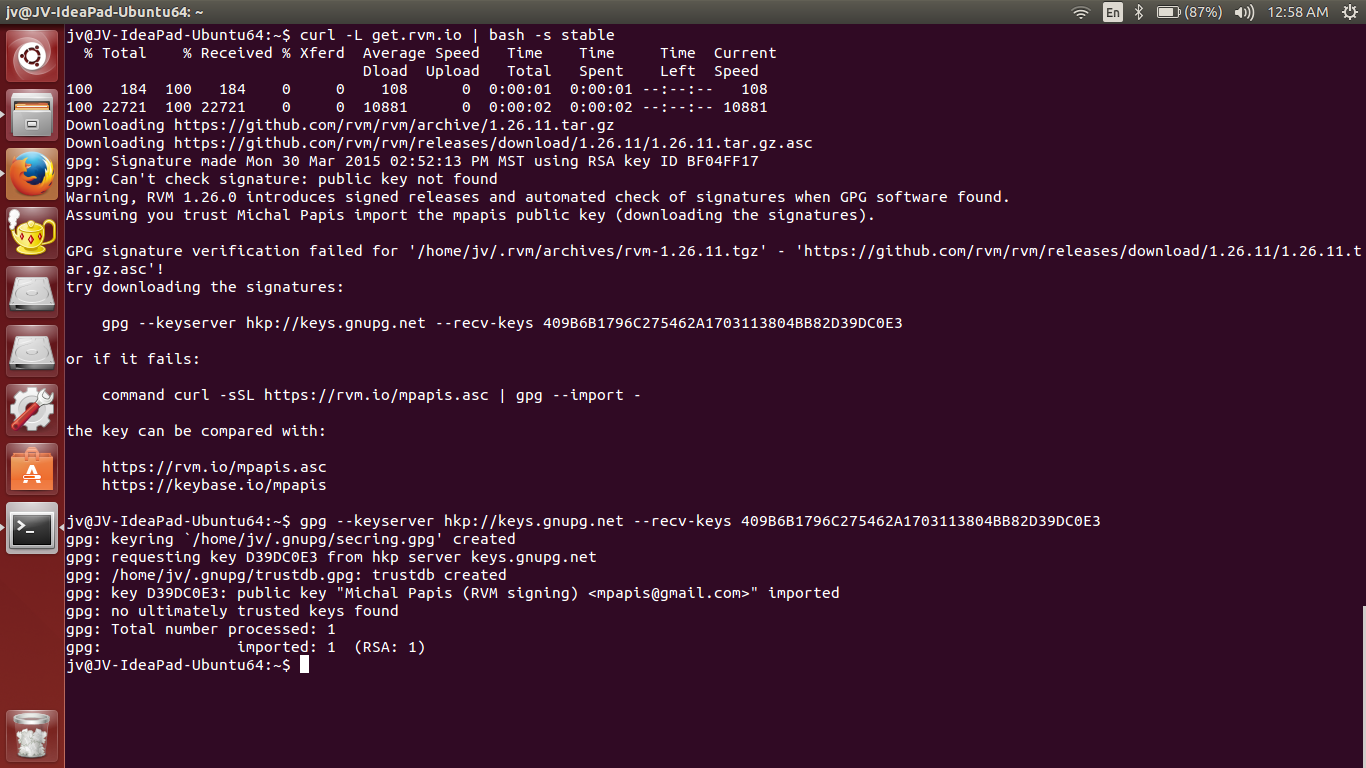 jv@JV-IdeaPad-Ubuntu64: ~ En (87%) 12:58 AM
jv@JV-IdeaPad-Ubuntu64:~$ curl -L get.rvm.io | bash -s stable
  % Total    % Received % Xferd  Average Speed   Time    Time     Time  Current
                                 Dload  Upload   Total   Spent    Left  Speed
100   184  100   184    0     0    108      0  0:00:01  0:00:01 --:--:--   108
100 22721  100 22721    0     0  10881      0  0:00:02  0:00:02 --:--:-- 10881
Downloading https://github.com/rvm/rvm/archive/1.26.11.tar.gz
Downloading https://github.com/rvm/rvm/releases/download/1.26.11/1.26.11.tar.gz.asc
gpg: Signature made Mon 30 Mar 2015 02:52:13 PM MST using RSA key ID BF04FF17
gpg: Can't check signature: public key not found
Warning, RVM 1.26.0 introduces signed releases and automated check of signatures when GPG software found.
Assuming you trust Michal Papis import the mpapis public key (downloading the signatures).

GPG signature verification failed for '/home/jv/.rvm/archives/rvm-1.26.11.tgz' - 'https://github.com/rvm/rvm/releases/download/1.26.11/1.26.11.t
ar.gz.asc'!
try downloading the signatures:

    gpg --keyserver hkp://keys.gnupg.net --recv-keys 409B6B1796C275462A1703113804BB82D39DC0E3

or if it fails:

    command curl -sSL https://rvm.io/mpapis.asc | gpg --import -

the key can be compared with:

    https://rvm.io/mpapis.asc
    https://keybase.io/mpapis

jv@JV-IdeaPad-Ubuntu64:~$ gpg --keyserver hkp://keys.gnupg.net --recv-keys 409B6B1796C275462A1703113804BB82D39DC0E3
gpg: keyring `/home/jv/.gnupg/secring.gpg' created
gpg: requesting key D39DC0E3 from hkp server keys.gnupg.net
gpg: /home/jv/.gnupg/trustdb.gpg: trustdb created
gpg: key D39DC0E3: public key "Michal Papis (RVM signing) <mpapis@gmail.com>" imported
gpg: no ultimately trusted keys found
gpg: Total number processed: 1
gpg:               imported: 1  (RSA: 1)
jv@JV-IdeaPad-Ubuntu64:~$